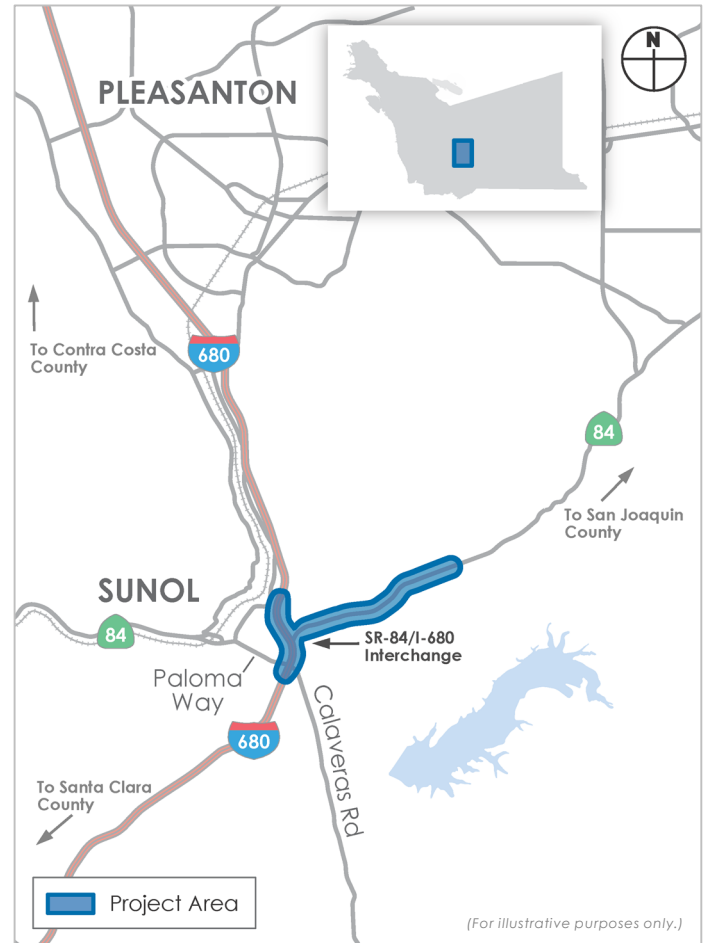 N
PLEASANTON
680
To Contra Costa
County
84
To San Joaquin
County
SUNOL
84
SR-84/I-680
Interchange
Paloma
Way
680
Calaveras Rd
To Santa Clara
County
Project Area
(For illustrative purposes only.)